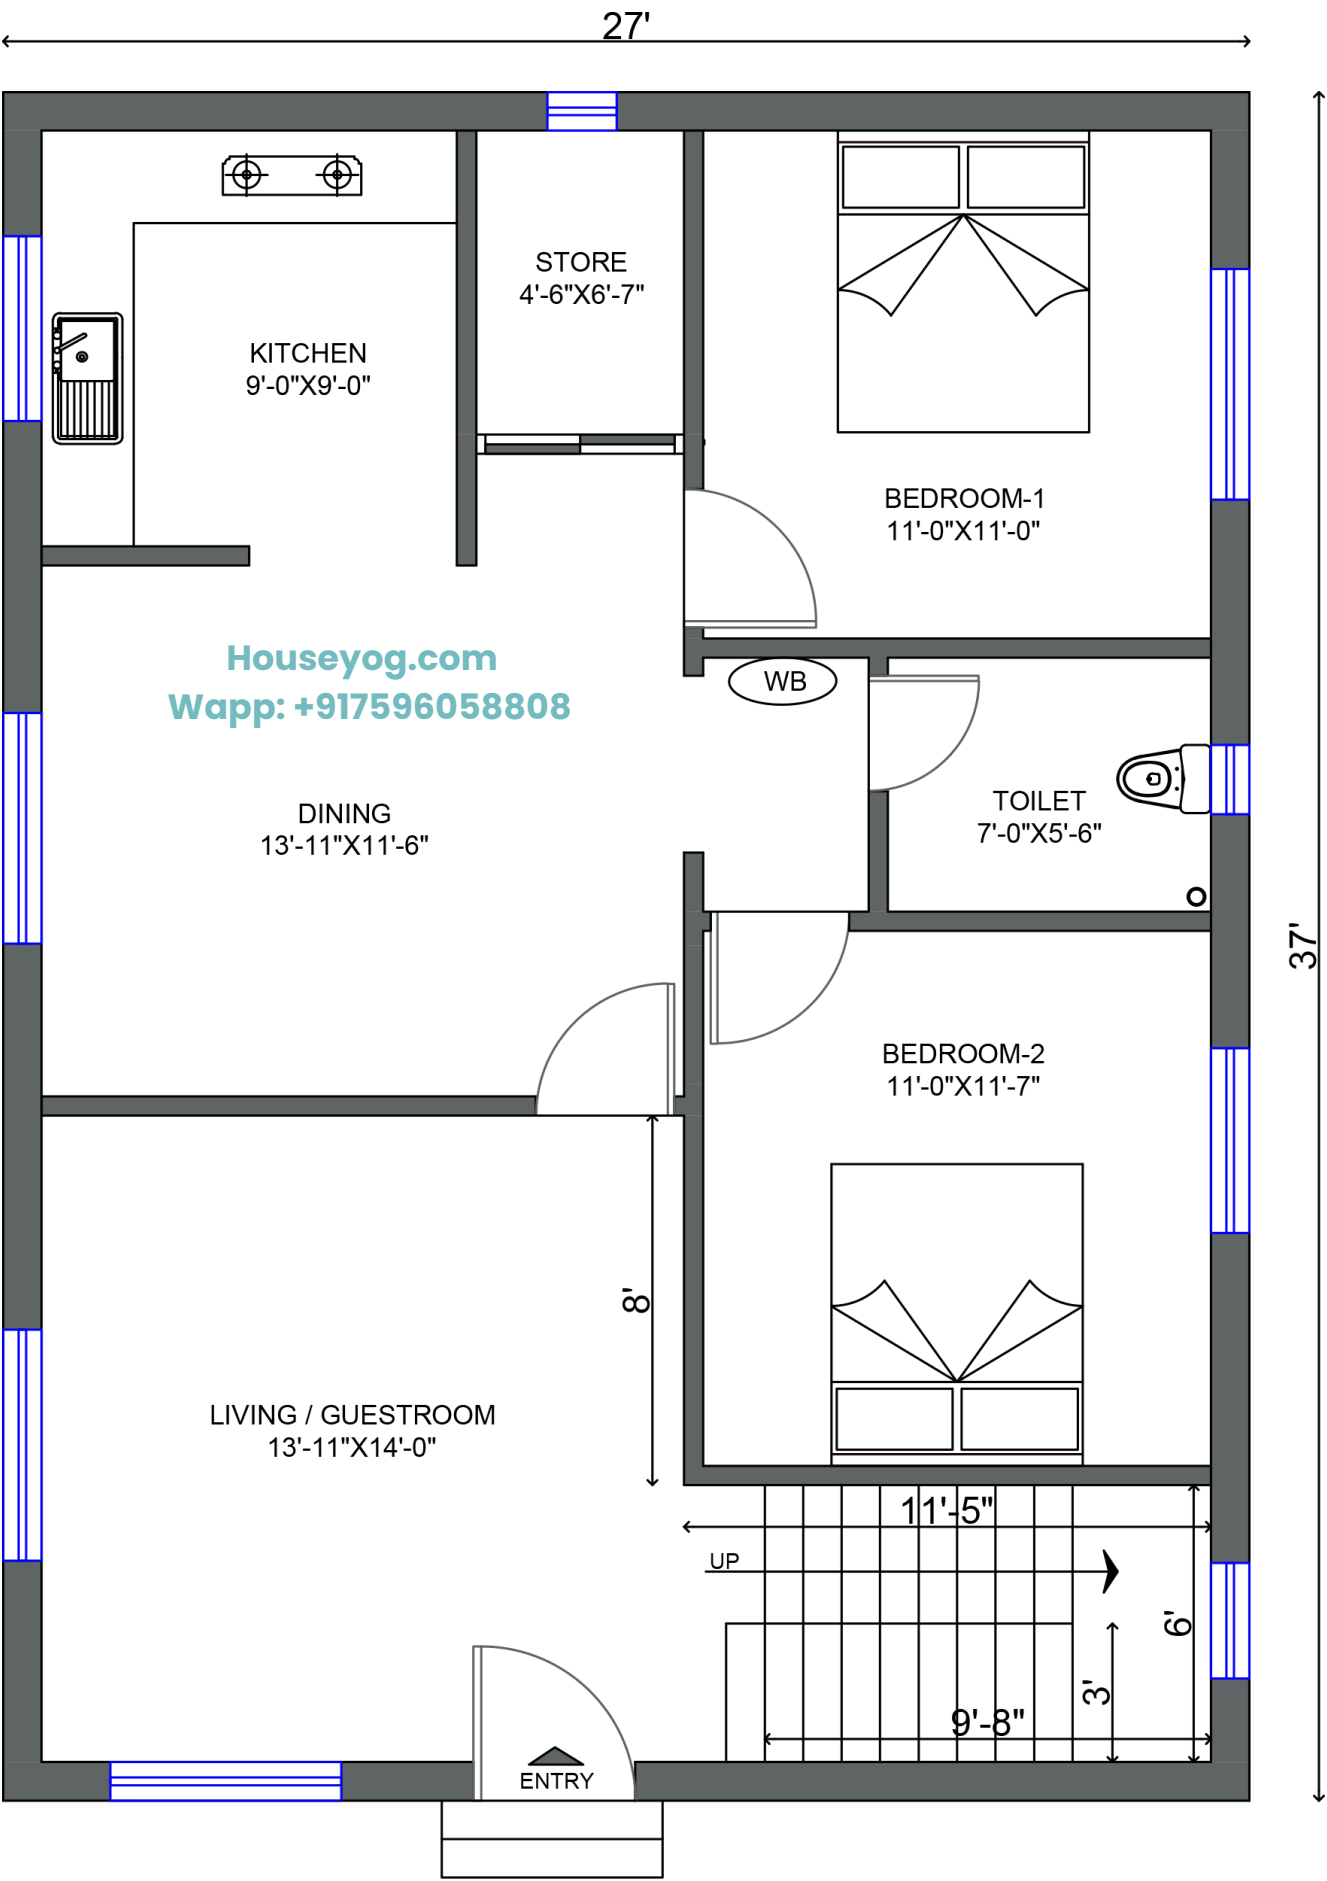 27'
STORE
4'-6"X6'-7"
KITCHEN
9'-0"X9'-0"
BEDROOM-1
11'-0"X11'-0"
Houseyog.com
Wapp: +917596058808
WB
DINING
13'-11"X11'-6"
TOILET
7'-0"X5'-6"
37'
BEDROOM-2
11'-0"X11'-7"
8'
LIVING / GUESTROOM
13'-11"X14'-0"
11'-5"
UP
6'
3'
9'-8"
ENTRY